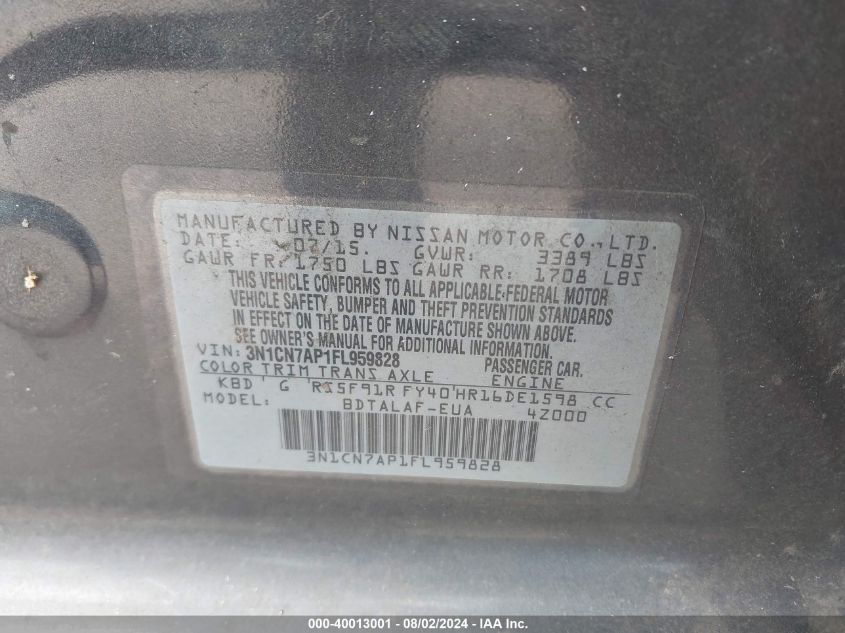 MANUFACTURED BY NISSAN MOTOR CO., LTD.
DATE: 07/15. GVWR: 3389 LBS
GAWR FR: 1750 LBS GAWR RR: 1708 LBS
THIS VEHICLE CONFORMS TO ALL APPLICABLE FEDERAL MOTOR
VEHICLE SAFETY, BUMPER AND THEFT PREVENTION STANDARDS
IN EFFECT ON THE DATE OF MANUFACTURE SHOWN ABOVE.
SEE OWNER'S MANUAL FOR ADDITIONAL INFORMATION.
VIN: 3N1CN7AP1FL959828 PASSENGER CAR.
COLOR TRIM TRANS AXLE ENGINE
KBD G RE5F91R FY40 HR16DE1598 CC
MODEL: BDTALAF-EUA 4Z000
3N1CN7AP1FL959828
000-40013001 - 08/02/2024 - IAA Inc.